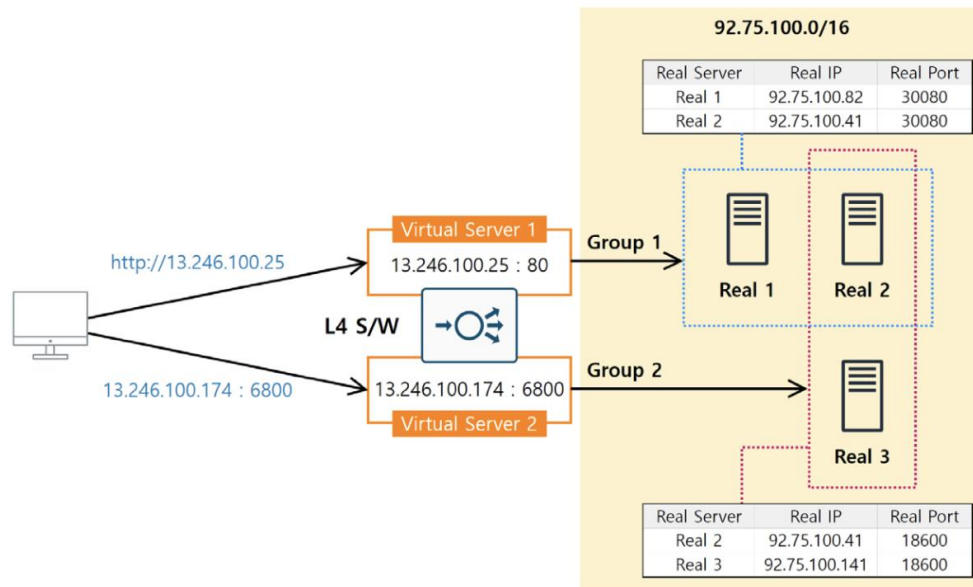 92.75.100.0/16
Real Server Real IP Real Port
Real 1 92.75.100.82 30080
Real 2 92.75.100.41 30080
Virtual Server 1
13.246.100.25 : 80
http://13.246.100.25
Group 1
Real 1 Real 2
L4 S/W
Group 2
13.246.100.174 : 6800
13.246.100.174 : 6800
Virtual Server 2
Real 3
Real Server Real IP Real Port
Real 2 92.75.100.41 18600
Real 3 92.75.100.141 18600